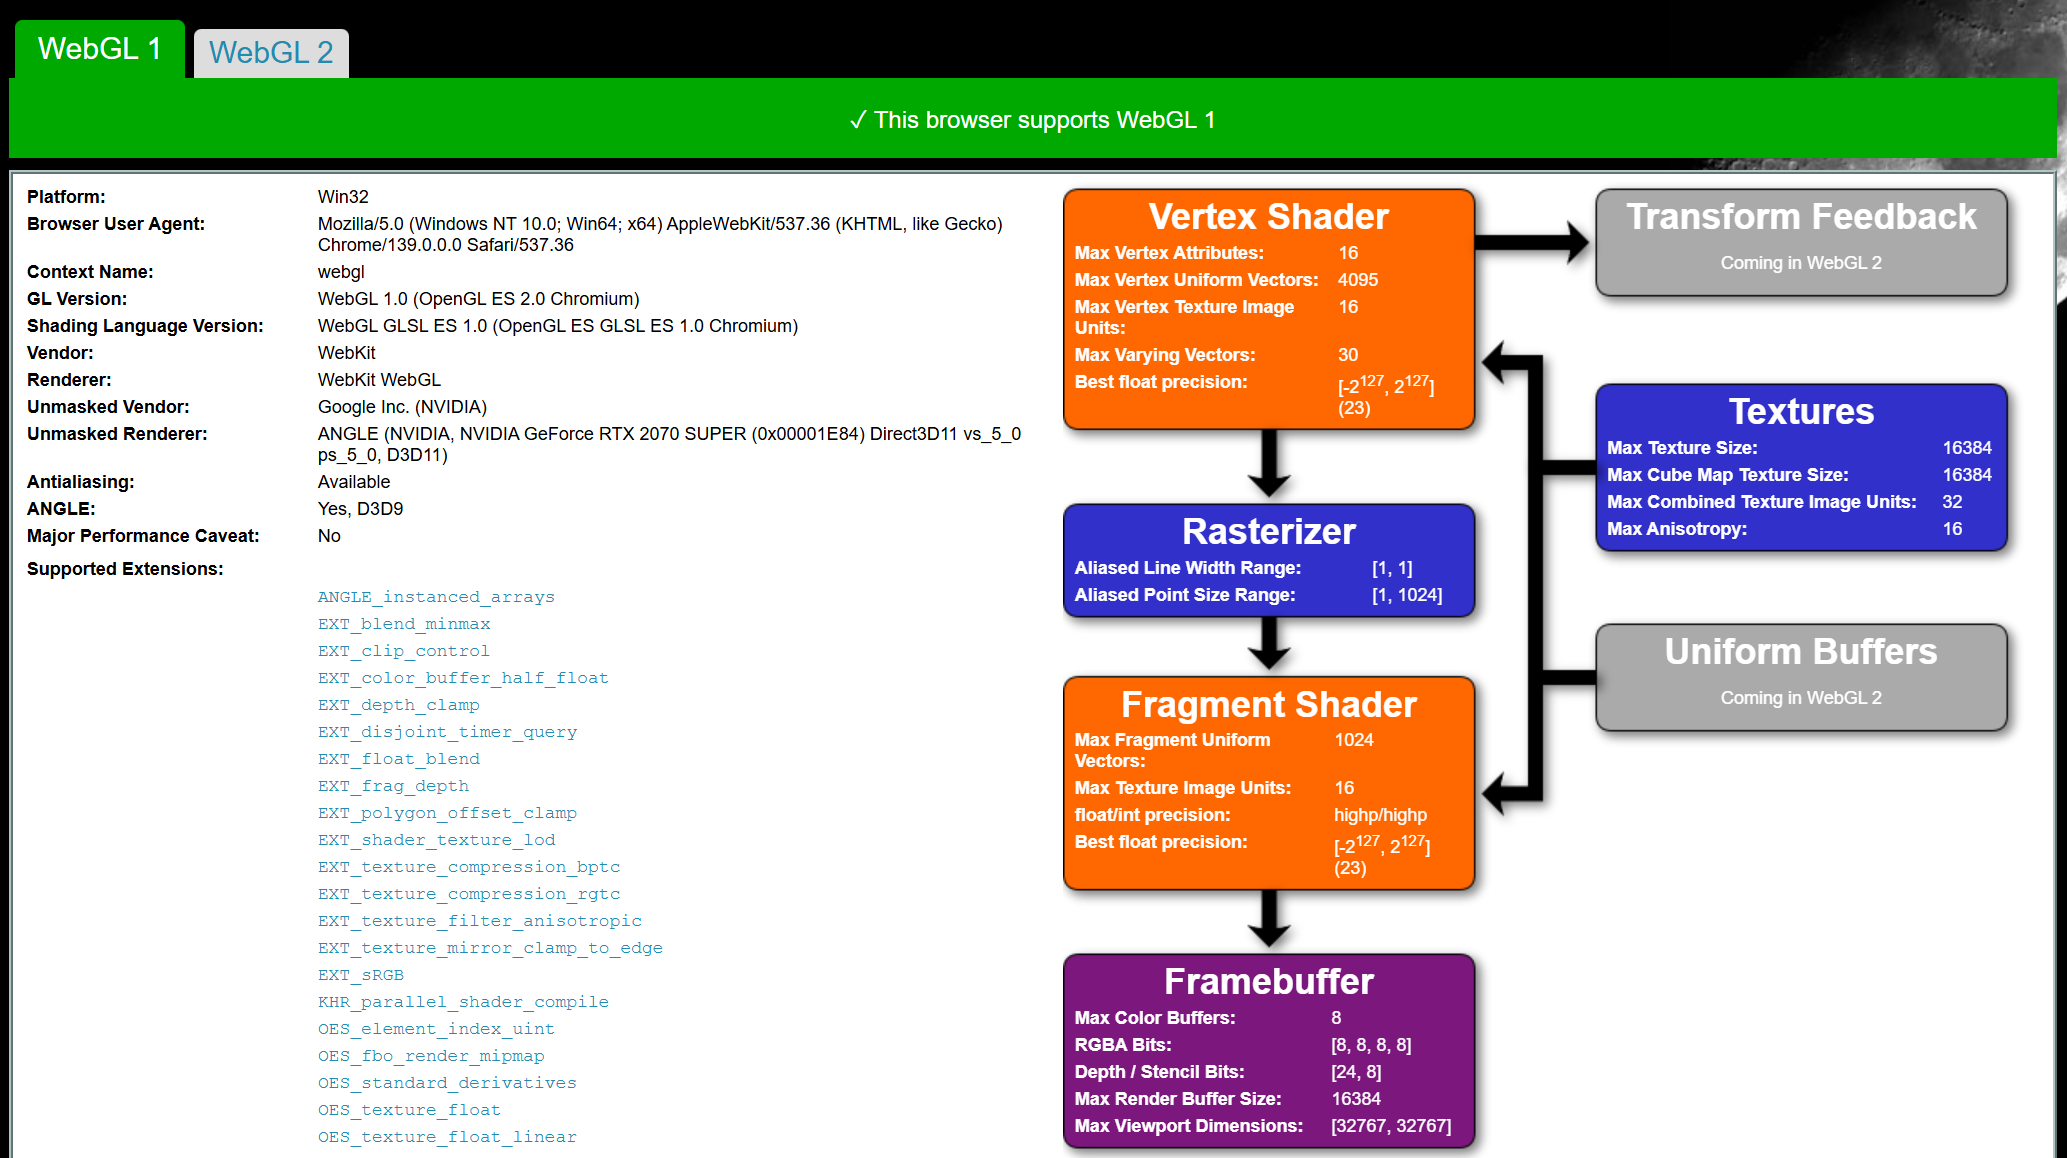 WebGL 1
WebGL 2
✓ This browser supports WebGL 1
Platform: Win32
Browser User Agent: Mozilla/5.0 (Windows NT 10.0; Win64; x64) AppleWebKit/537.36 (KHTML, like Gecko)
Chrome/139.0.0.0 Safari/537.36
Context Name: webgl
GL Version: WebGL 1.0 (OpenGL ES 2.0 Chromium)
Shading Language Version: WebGL GLSL ES 1.0 (OpenGL ES GLSL ES 1.0 Chromium)
Vendor: WebKit
Renderer: WebKit WebGL
Unmasked Vendor: Google Inc. (NVIDIA)
Unmasked Renderer: ANGLE (NVIDIA, NVIDIA GeForce RTX 2070 SUPER (0x00001E84) Direct3D11 vs_5_0
ps_5_0, D3D11)
Antialiasing: Available
ANGLE: Yes, D3D9
Major Performance Caveat: No
Supported Extensions:
ANGLE_instanced_arrays
EXT_blend_minmax
EXT_clip_control
EXT_color_buffer_half_float
EXT_depth_clamp
EXT_disjoint_timer_query
EXT_float_blend
EXT_frag_depth
EXT_polygon_offset_clamp
EXT_shader_texture_lod
EXT_texture_compression_bptc
EXT_texture_compression_rgtc
EXT_texture_filter_anisotropic
EXT_texture_mirror_clamp_to_edge
EXT_sRGB
KHR_parallel_shader_compile
OES_element_index_uint
OES_fbo_render_mipmap
OES_standard_derivatives
OES_texture_float
OES_texture_float_linear
Vertex Shader
Max Vertex Attributes: 16
Max Vertex Uniform Vectors: 4095
Max Vertex Texture Image 16
Units:
Max Varying Vectors: 30
Best float precision: [-2¹²⁷, 2¹²⁷]
(23)
Rasterizer
Aliased Line Width Range: [1, 1]
Aliased Point Size Range: [1, 1024]
Fragment Shader
Max Fragment Uniform 1024
Vectors:
Max Texture Image Units: 16
float/int precision: highp/highp
Best float precision: [-2¹²⁷, 2¹²⁷]
(23)
Framebuffer
Max Color Buffers: 8
RGBA Bits: [8, 8, 8, 8]
Depth / Stencil Bits: [24, 8]
Max Render Buffer Size: 16384
Max Viewport Dimensions: [32767, 32767]
Transform Feedback
Coming in WebGL 2
Textures
Max Texture Size: 16384
Max Cube Map Texture Size: 16384
Max Combined Texture Image Units: 32
Max Anisotropy: 16
Uniform Buffers
Coming in WebGL 2